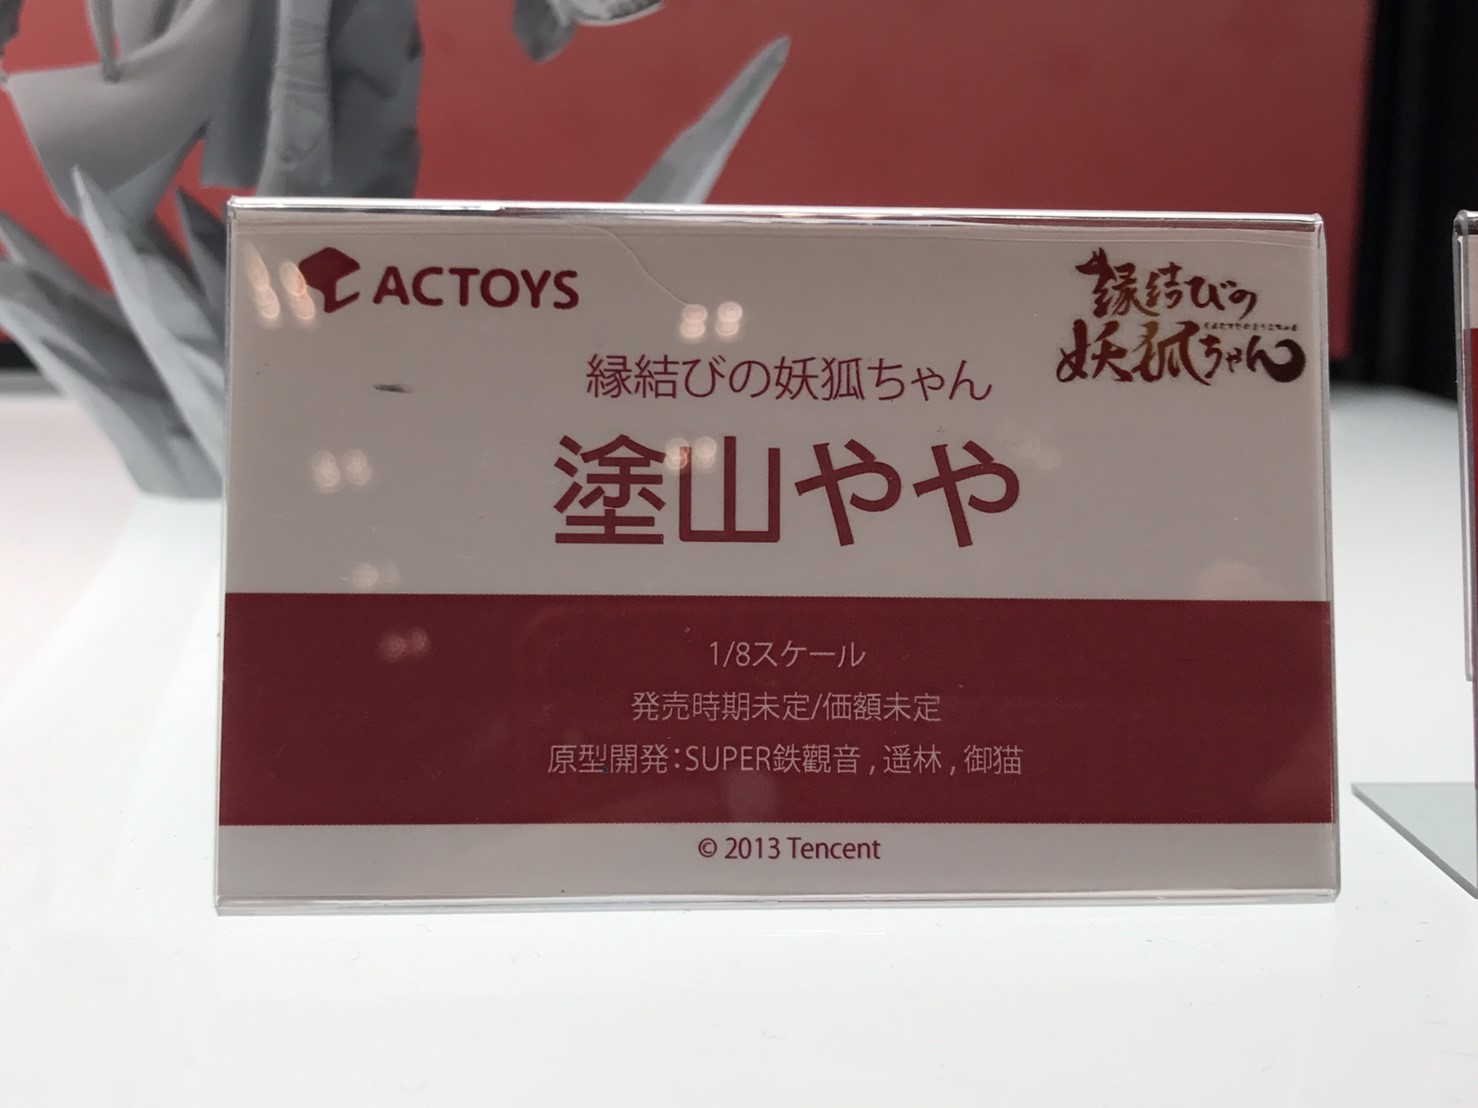 ACTOYS
縁結びの
妖狐ちゃん
縁結びの妖狐ちゃん
塗山やや
1/8スケール
発売時期未定/価額未定
原型開発：SUPER鉄觀音 , 遥林 , 御猫
© 2013 Tencent